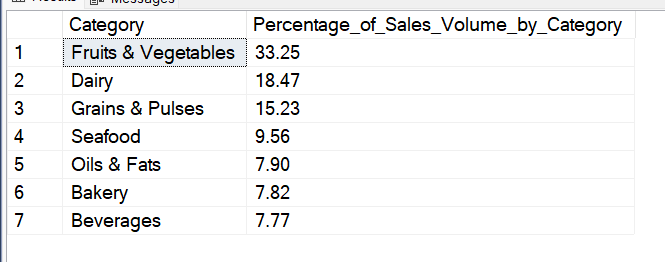 Results Messages
Category Percentage_of_Sales_Volume_by_Category
1 Fruits & Vegetables 33.25
2 Dairy 18.47
3 Grains & Pulses 15.23
4 Seafood 9.56
5 Oils & Fats 7.90
6 Bakery 7.82
7 Beverages 7.77